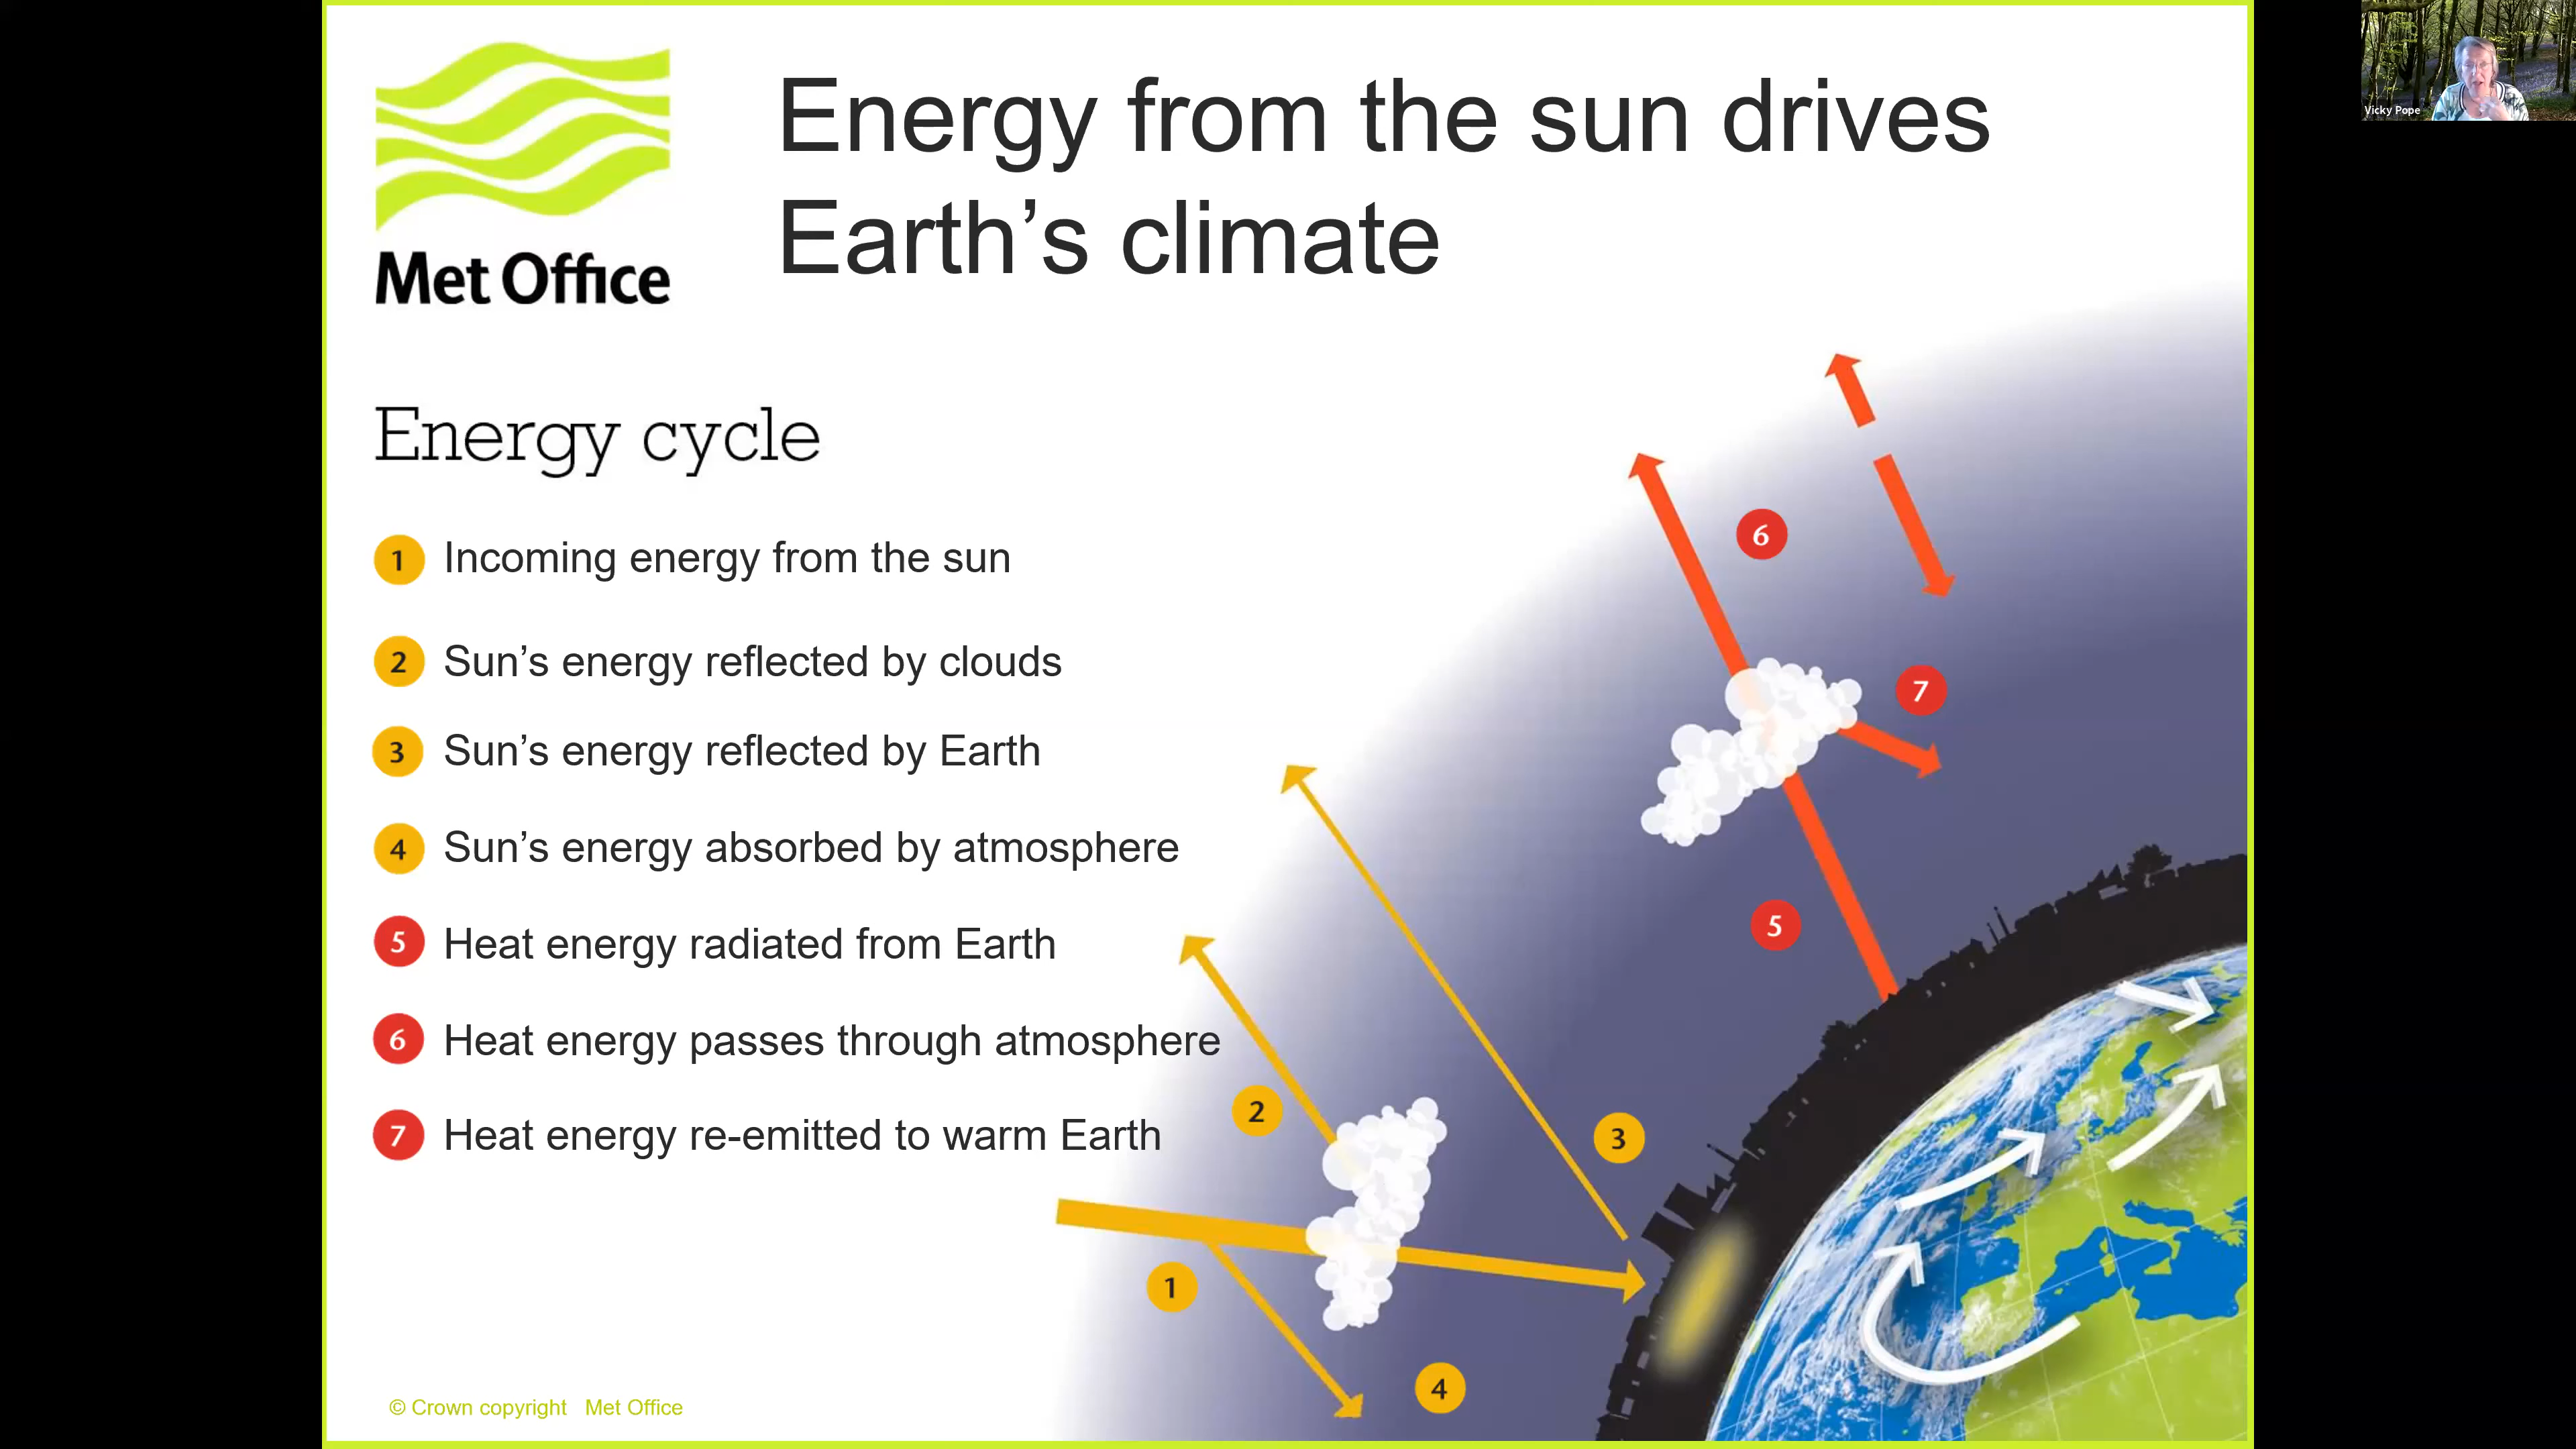 Energy from the sun drives
Earth’s climate
Met Office
Vicky Pope
Energy cycle
1 Incoming energy from the sun
2 Sun’s energy reflected by clouds
3 Sun’s energy reflected by Earth
4 Sun’s energy absorbed by atmosphere
5 Heat energy radiated from Earth
6 Heat energy passes through atmosphere
7 Heat energy re-emitted to warm Earth
6
7
5
2
3
1
4
© Crown copyright Met Office